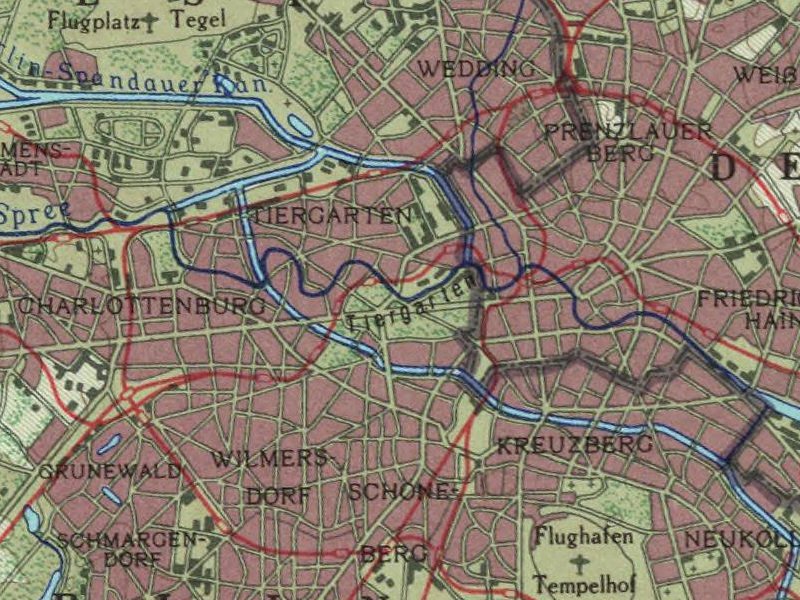 Flugplatz Tegel
WEDDING
lin-Spandauer Kan.
WEIß
PRENZLAUER
BERG
MENS-
ADT
D E
Spree
TIERGARTEN
Tiergarten
CHARLOTTENBURG
FRIEDRIC
HAIN
KREUZBERG
WILMERS-
DORF
GRUNEWALD
SCHÖNE-
SCHMARGEN-
DORF
BERG
Flughafen
Tempelhof
NEUKÖLL